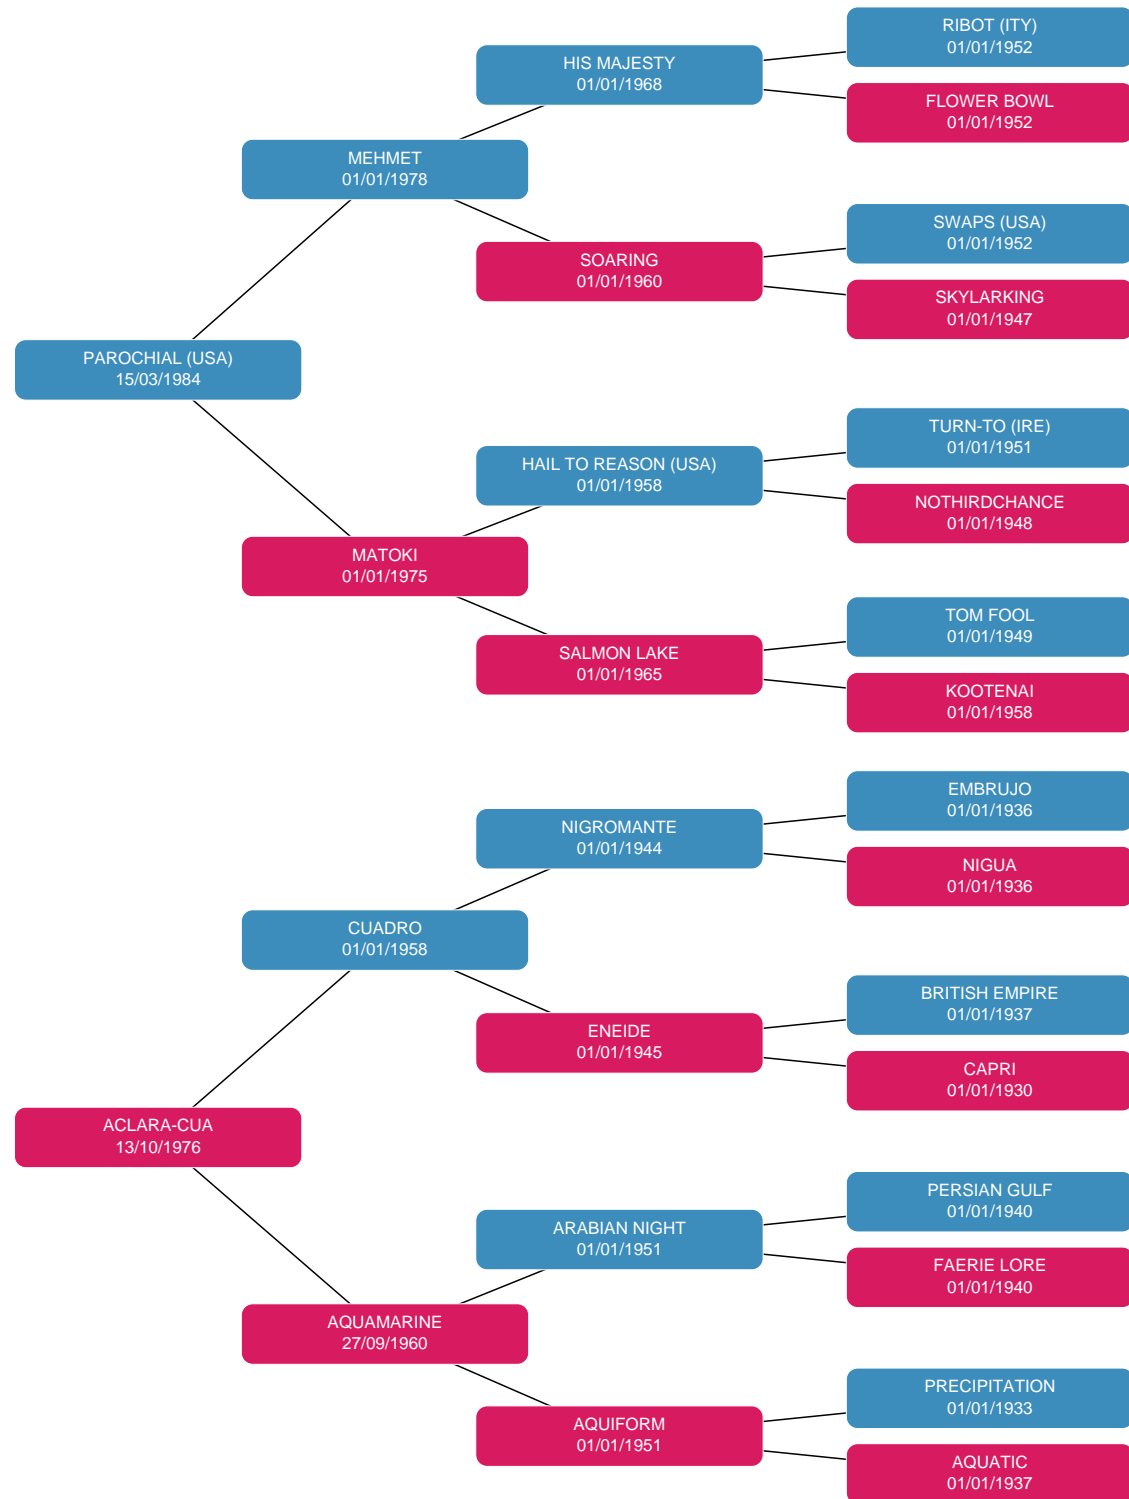 RIBOT (ITY)
01/01/1952
HIS MAJESTY
01/01/1968
FLOWER BOWL
01/01/1952
MEHMET
01/01/1978
SWAPS (USA)
01/01/1952
SOARING
01/01/1960
SKYLARKING
01/01/1947
PAROCHIAL (USA)
15/03/1984
TURN-TO (IRE)
01/01/1951
HAIL TO REASON (USA)
01/01/1958
NOTHIRDCHANCE
01/01/1948
MATOKI
01/01/1975
TOM FOOL
01/01/1949
SALMON LAKE
01/01/1965
KOOTENAI
01/01/1958
EMBRUJO
01/01/1936
NIGROMANTE
01/01/1944
NIGUA
01/01/1936
CUADRO
01/01/1958
BRITISH EMPIRE
01/01/1937
ENEIDE
01/01/1945
CAPRI
01/01/1930
ACLARA-CUA
13/10/1976
PERSIAN GULF
01/01/1940
ARABIAN NIGHT
01/01/1951
FAERIE LORE
01/01/1940
AQUAMARINE
27/09/1960
PRECIPITATION
01/01/1933
AQUIFORM
01/01/1951
AQUATIC
01/01/1937